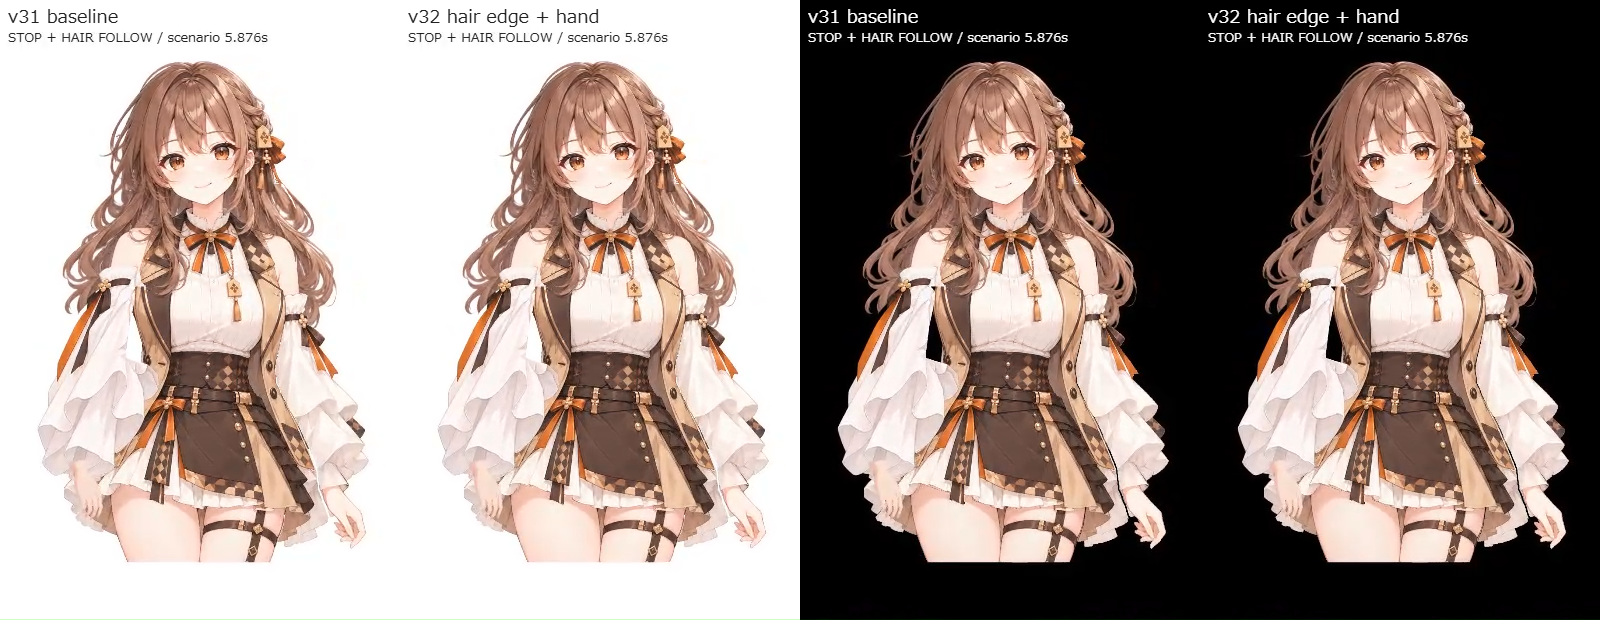 v31 baseline
STOP + HAIR FOLLOW / scenario 5.876s
v32 hair edge + hand
STOP + HAIR FOLLOW / scenario 5.876s
v31 baseline
STOP + HAIR FOLLOW / scenario 5.876s
v32 hair edge + hand
STOP + HAIR FOLLOW / scenario 5.876s